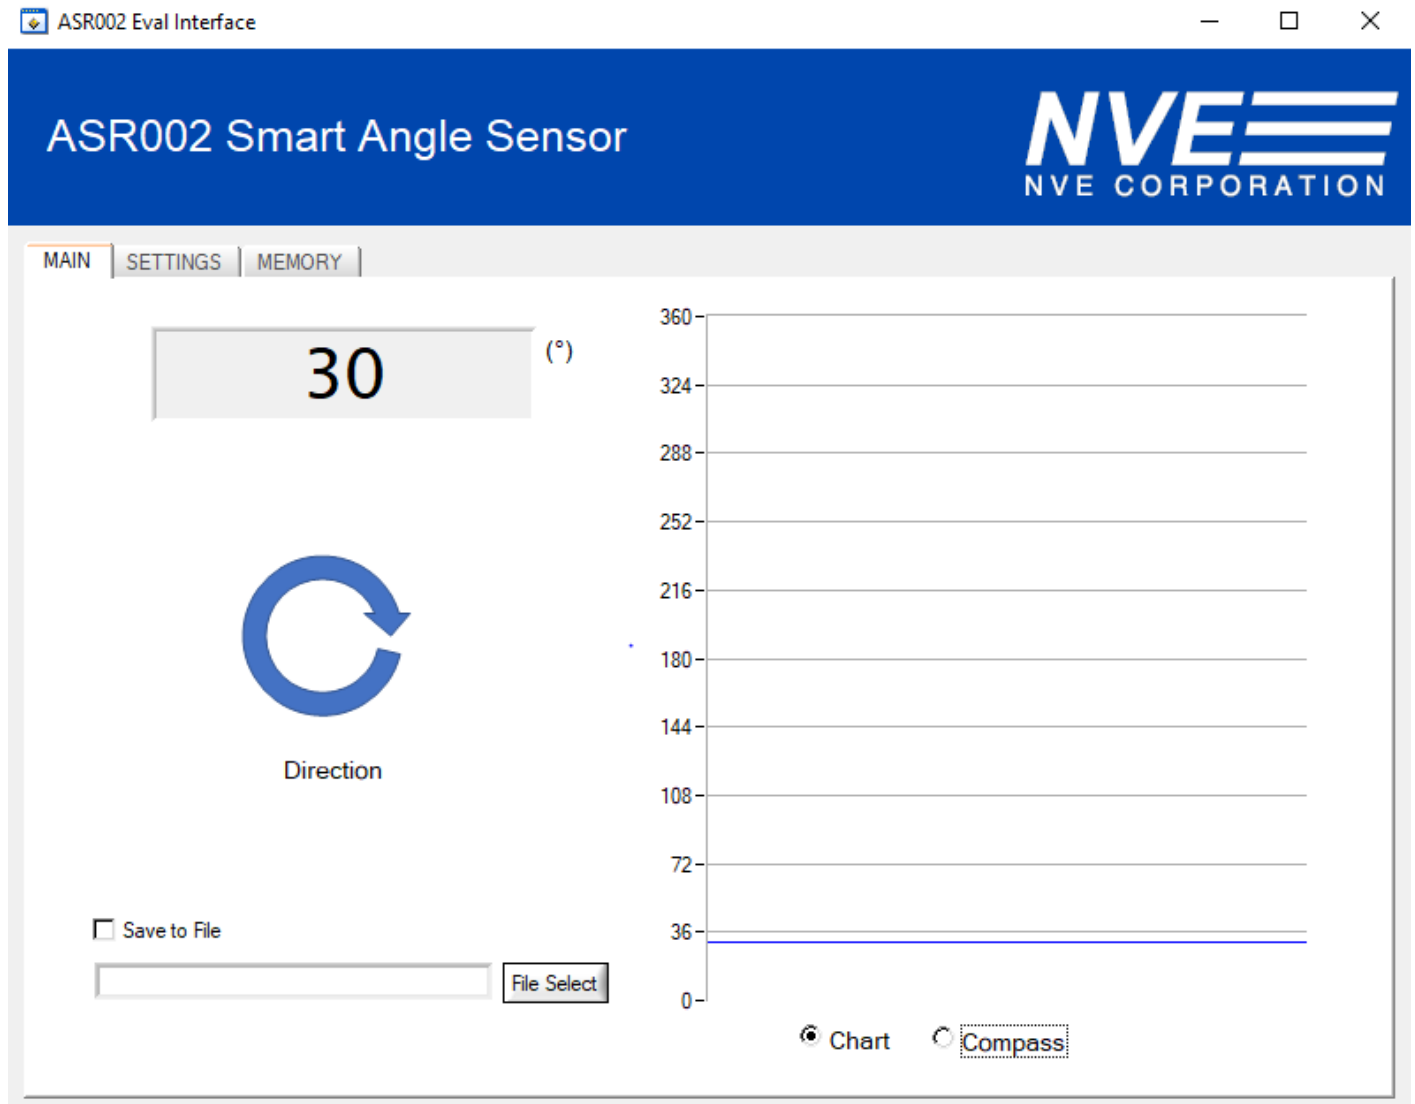 ASR002 Eval Interface
ASR002 Smart Angle Sensor
NVE
NVE CORPORATION
MAIN
SETTINGS
MEMORY
30
(°)
Direction
Save to File
File Select
360
324
288
252
216
180
144
108
72
36
0
Chart
Compass